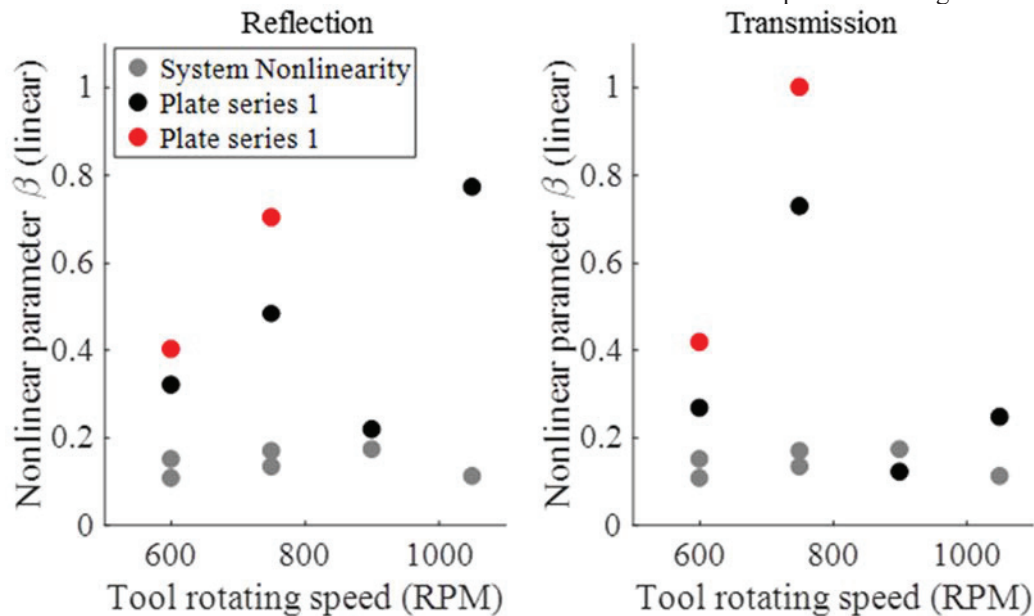 Reflection
Nonlinear parameter β (linear)
1
0.8
0.6
0.4
0.2
0
System Nonlinearity
Plate series 1
Plate series 1
600
800
1000
Tool rotating speed (RPM)
Transmission
Nonlinear parameter β (linear)
1
0.8
0.6
0.4
0.2
0
600
800
1000
Tool rotating speed (RPM)